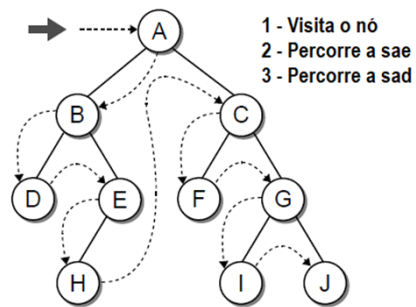 A
1 - Visita o nó
2 - Percorre a sae
3 - Percorre a sad
B
C
D
E
F
G
H
I
J